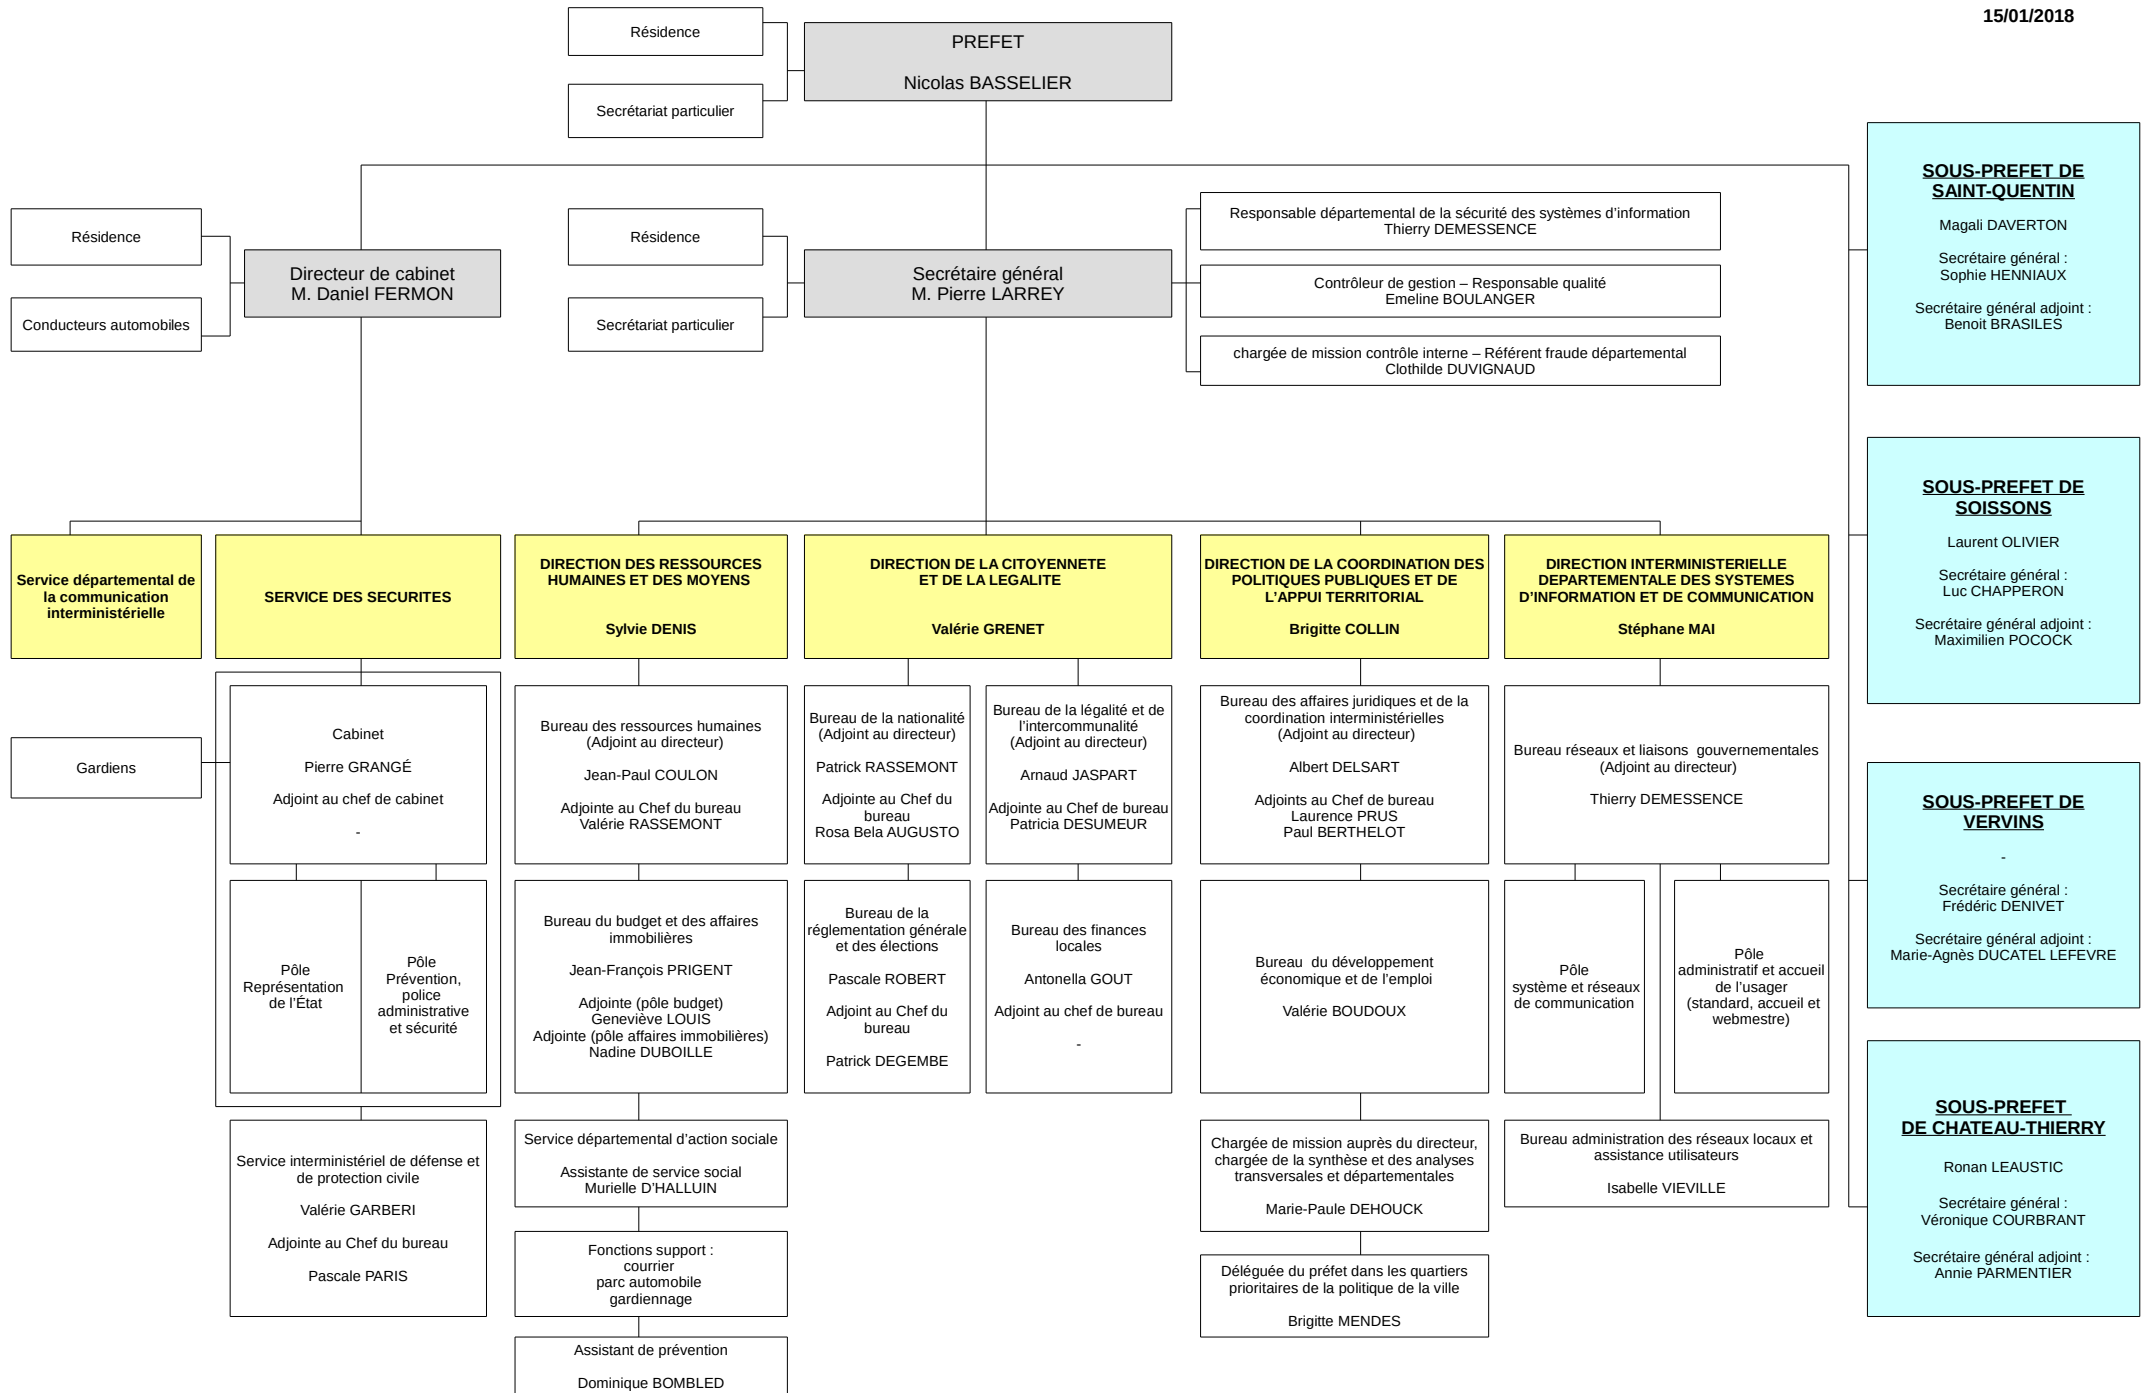 15/01/2018
Résidence
PREFET
Nicolas BASSELIER
Secrétariat particulier
Résidence
Directeur de cabinet
M. Daniel FERMON
Conducteurs automobiles
Résidence
Secrétaire général
M. Pierre LARREY
Secrétariat particulier
Responsable départemental de la sécurité des systèmes d’information
Thierry DEMESSENCE
Contrôleur de gestion – Responsable qualité
Emeline BOULANGER
chargée de mission contrôle interne – Référent fraude départemental
Clothilde DUVIGNAUD
SOUS-PREFET DE
SAINT-QUENTIN
Magali DAVERTON
Secrétaire général :
Sophie HENNIAUX
Secrétaire général adjoint :
Benoit BRASILES
SOUS-PREFET DE
SOISSONS
Laurent OLIVIER
Secrétaire général :
Luc CHAPPERON
Secrétaire général adjoint :
Maximilien POCOCK
SOUS-PREFET DE
VERVINS
-
Secrétaire général :
Frédéric DENIVET
Secrétaire général adjoint :
Marie-Agnès DUCATEL LEFEVRE
SOUS-PREFET
DE CHATEAU-THIERRY
Ronan LEAUSTIC
Secrétaire général :
Véronique COURBRANT
Secrétaire général adjoint :
Annie PARMENTIER
Service départemental de
la communication
interministérielle
SERVICE DES SECURITES
Gardiens
Cabinet
Pierre GRANGÉ
Adjoint au chef de cabinet
-
Pôle
Représentation
de l’État
Pôle
Prévention,
police
administrative
et sécurité
Service interministériel de défense et
de protection civile
Valérie GARBERI
Adjointe au Chef du bureau
Pascale PARIS
DIRECTION DES RESSOURCES
HUMAINES ET DES MOYENS
Sylvie DENIS
Bureau des ressources humaines
(Adjoint au directeur)
Jean-Paul COULON
Adjointe au Chef du bureau
Valérie RASSEMONT
Bureau du budget et des affaires
immobilières
Jean-François PRIGENT
Adjointe (pôle budget)
Geneviève LOUIS
Adjointe (pôle affaires immobilières)
Nadine DUBOILLE
Service départemental d’action sociale
Assistante de service social
Murielle D’HALLUIN
Fonctions support :
courrier
parc automobile
gardiennage
Assistant de prévention
Dominique BOMBLED
DIRECTION DE LA CITOYENNETE
ET DE LA LEGALITE
Valérie GRENET
Bureau de la nationalité
(Adjoint au directeur)
Patrick RASSEMONT
Adjointe au Chef du
bureau
Rosa Bela AUGUSTO
Bureau de la
réglementation générale
et des élections
Pascale ROBERT
Adjoint au Chef du
bureau
Patrick DEGEMBE
Bureau de la légalité et de
l’intercommunalité
(Adjoint au directeur)
Arnaud JASPART
Adjointe au Chef de bureau
Patricia DESUMEUR
Bureau des finances
locales
Antonella GOUT
Adjoint au chef de bureau
-
DIRECTION DE LA COORDINATION DES
POLITIQUES PUBLIQUES ET DE
L’APPUI TERRITORIAL
Brigitte COLLIN
Bureau des affaires juridiques et de la
coordination interministérielles
(Adjoint au directeur)
Albert DELSART
Adjoints au Chef de bureau
Laurence PRUS
Paul BERTHELOT
Bureau du développement
économique et de l’emploi
Valérie BOUDOUX
Chargée de mission auprès du directeur,
chargée de la synthèse et des analyses
transversales et départementales
Marie-Paule DEHOUCK
Déléguée du préfet dans les quartiers
prioritaires de la politique de la ville
Brigitte MENDES
DIRECTION INTERMINISTERIELLE
DEPARTEMENTALE DES SYSTEMES
D’INFORMATION ET DE COMMUNICATION
Stéphane MAI
Bureau réseaux et liaisons gouvernementales
(Adjoint au directeur)
Thierry DEMESSENCE
Pôle
système et réseaux
de communication
Pôle
administratif et accueil
de l’usager
(standard, accueil et
webmestre)
Bureau administration des réseaux locaux et
assistance utilisateurs
Isabelle VIEVILLE